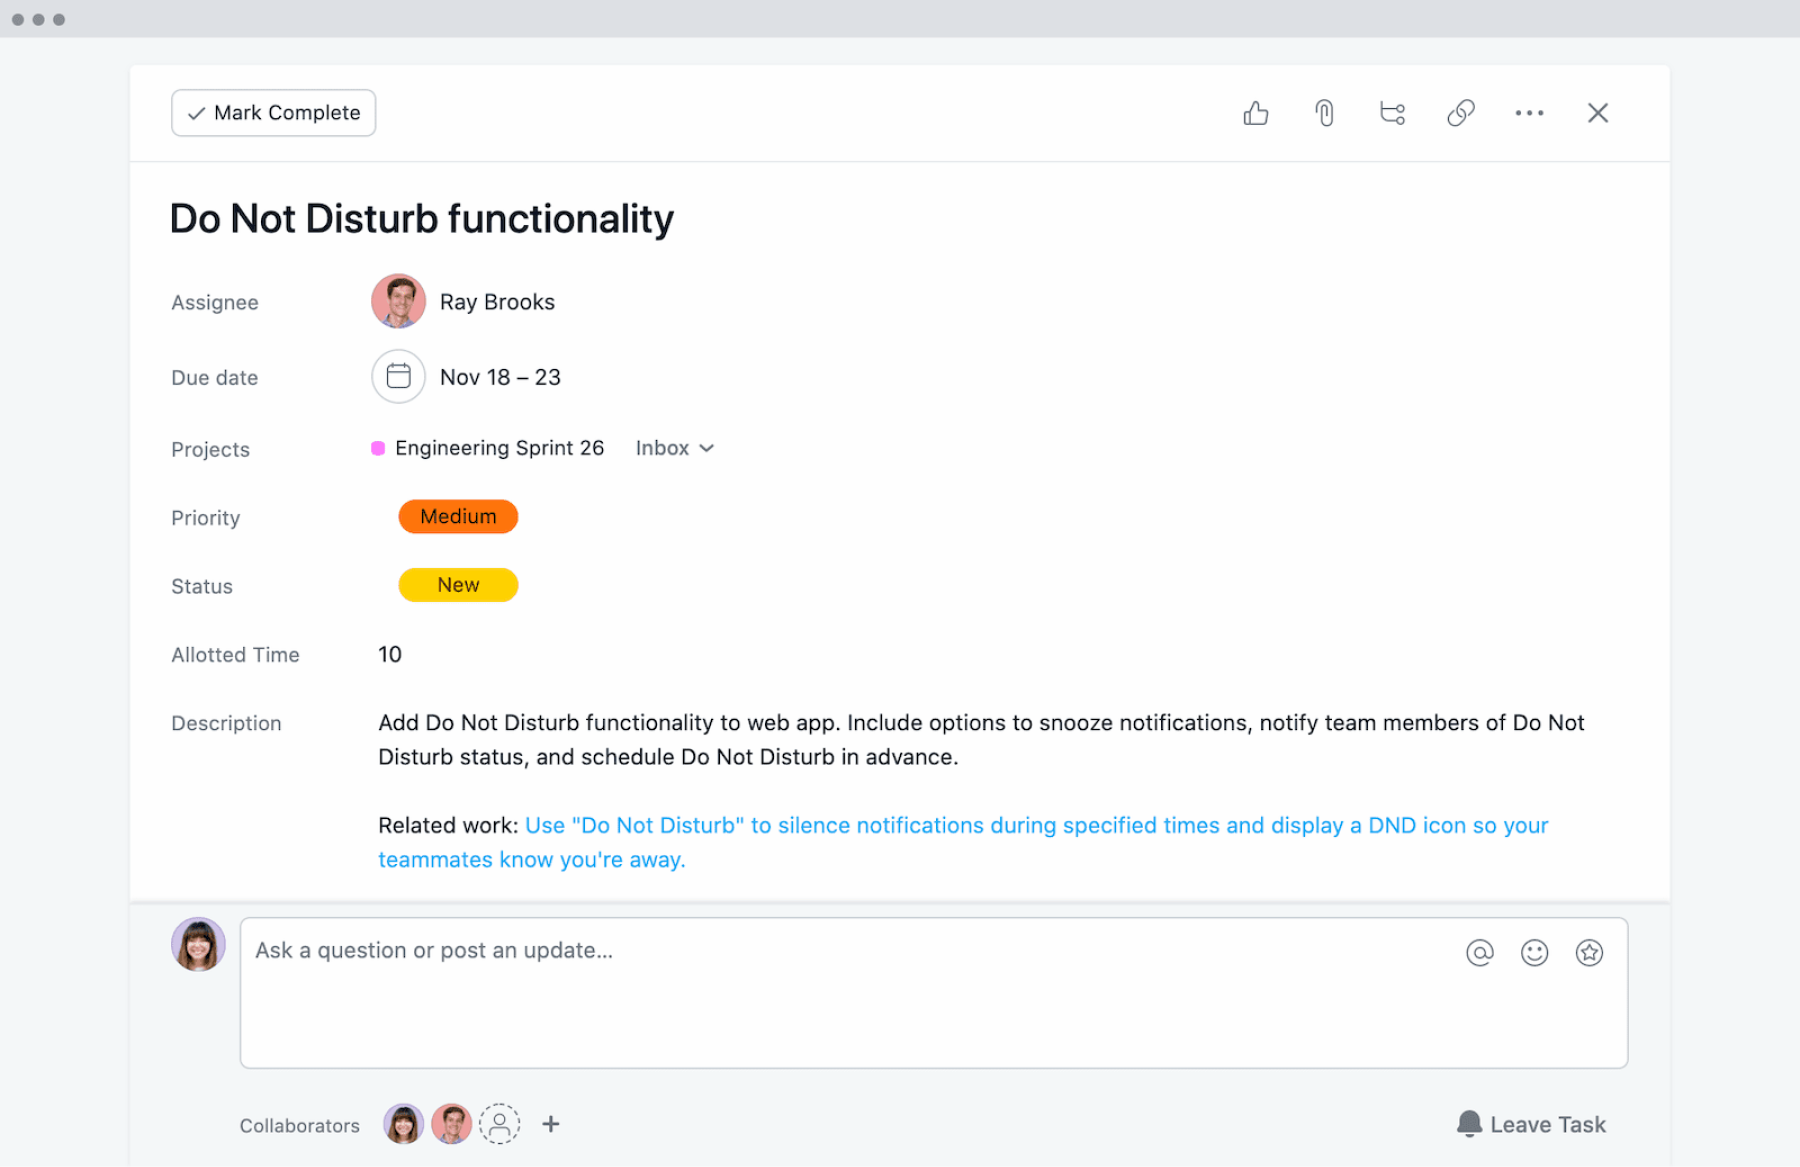 Mark Complete
Do Not Disturb functionality
Assignee
Ray Brooks
Due date
Nov 18 – 23
Projects
Engineering Sprint 26
Inbox
Priority
Medium
Status
New
Allotted Time
10
Description
Add Do Not Disturb functionality to web app. Include options to snooze notifications, notify team members of Do Not
Disturb status, and schedule Do Not Disturb in advance.
Related work: Use "Do Not Disturb" to silence notifications during specified times and display a DND icon so your
teammates know you're away.
Ask a question or post an update...
Collaborators
Leave Task